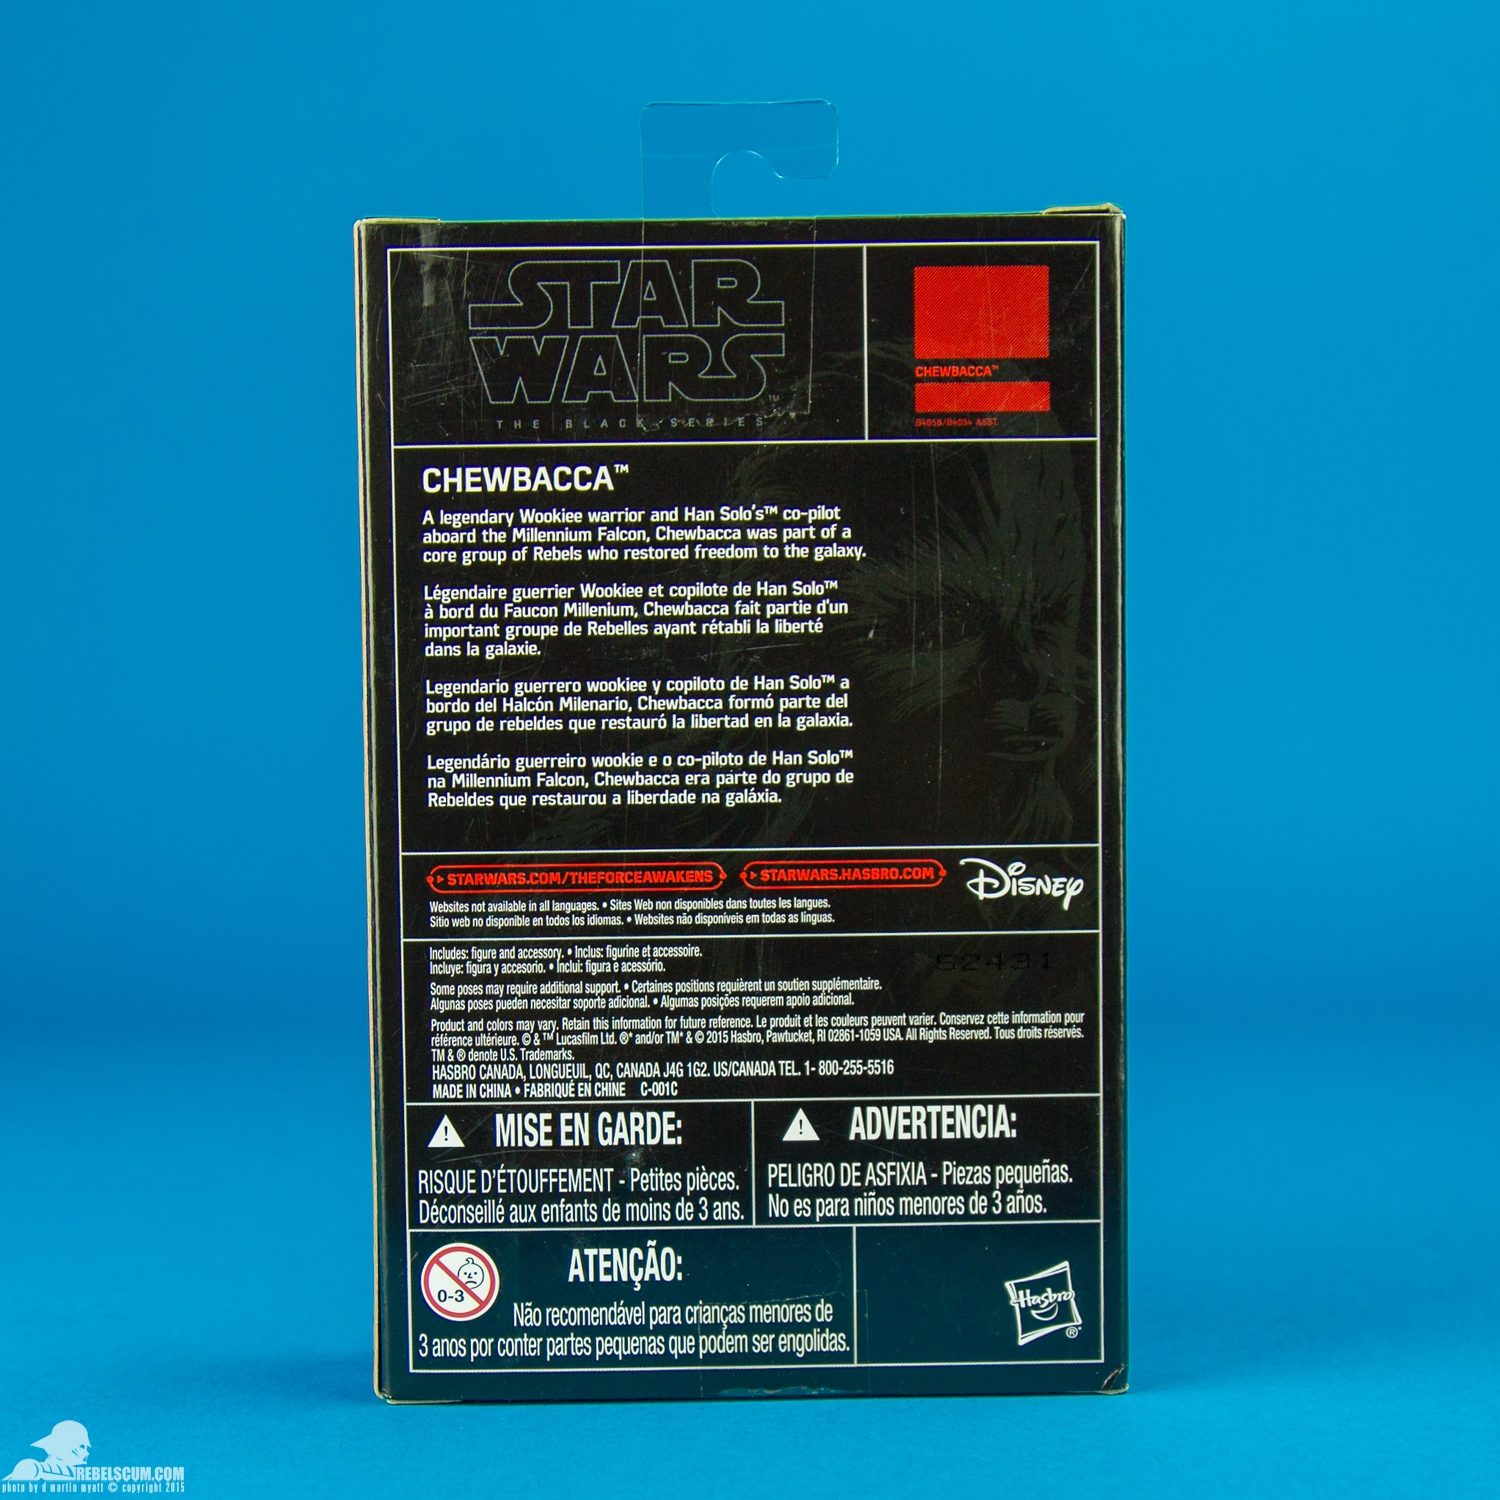 STAR
WARS™
THE BLACK SERIES
CHEWBACCA™
B4058/B4054 ASST.
CHEWBACCA™
A legendary Wookiee warrior and Han Solo's™ co-pilot
aboard the Millennium Falcon, Chewbacca was part of a
core group of Rebels who restored freedom to the galaxy.
Légendaire guerrier Wookiee et copilote de Han Solo™
à bord du Faucon Millenium, Chewbacca fait partie d'un
important groupe de Rebelles ayant rétabli la liberté
dans la galaxie.
Legendario guerrero wookiee y copiloto de Han Solo™ a
bordo del Halcón Milenario, Chewbacca formó parte del
grupo de rebeldes que restauró la libertad en la galaxia.
Legendário guerreiro wookie e o co-piloto de Han Solo™
na Millennium Falcon, Chewbacca era parte do grupo de
Rebeldes que restaurou a liberdade na galáxia.
STARWARS.COM/THEFORCEAWAKENS
STARWARS.HASBRO.COM
Disney
Websites not available in all languages. • Sites Web non disponibles dans toutes les langues.
Sitio web no disponible en todos los idiomas. • Websites não disponíveis em todas as línguas.
Includes: figure and accessory. • Inclus: figurine et accessoire.
Incluye: figura y accesorio. • Inclui: figura e acessório.
52491
Some poses may require additional support. • Certaines positions requièrent un soutien supplémentaire.
Algunas poses pueden necesitar soporte adicional. • Algumas posições requerem apoio adicional.
Product and colors may vary. Retain this information for future reference. Le produit et les couleurs peuvent varier. Conservez cette information pour
référence ultérieure. © & ™ Lucasfilm Ltd. ®* and/or TM* & © 2015 Hasbro, Pawtucket, RI 02861-1059 USA. All Rights Reserved. Tous droits réservés.
TM & ® denote U.S. Trademarks.
HASBRO CANADA, LONGUEUIL, QC, CANADA J4G 1G2. US/CANADA TEL. 1- 800-255-5516
MADE IN CHINA • FABRIQUÉ EN CHINE C-001C
! MISE EN GARDE:
RISQUE D'ÉTOUFFEMENT - Petites pièces.
Déconseillé aux enfants de moins de 3 ans.
! ADVERTENCIA:
PELIGRO DE ASFIXIA - Piezas pequeñas.
No es para niños menores de 3 años.
0-3
ATENÇÃO:
Não recomendável para crianças menores de
3 anos por conter partes pequenas que podem ser engolidas.
Hasbro®
REBELSCUM.COM
photo by d martin myatt © copyright 2015